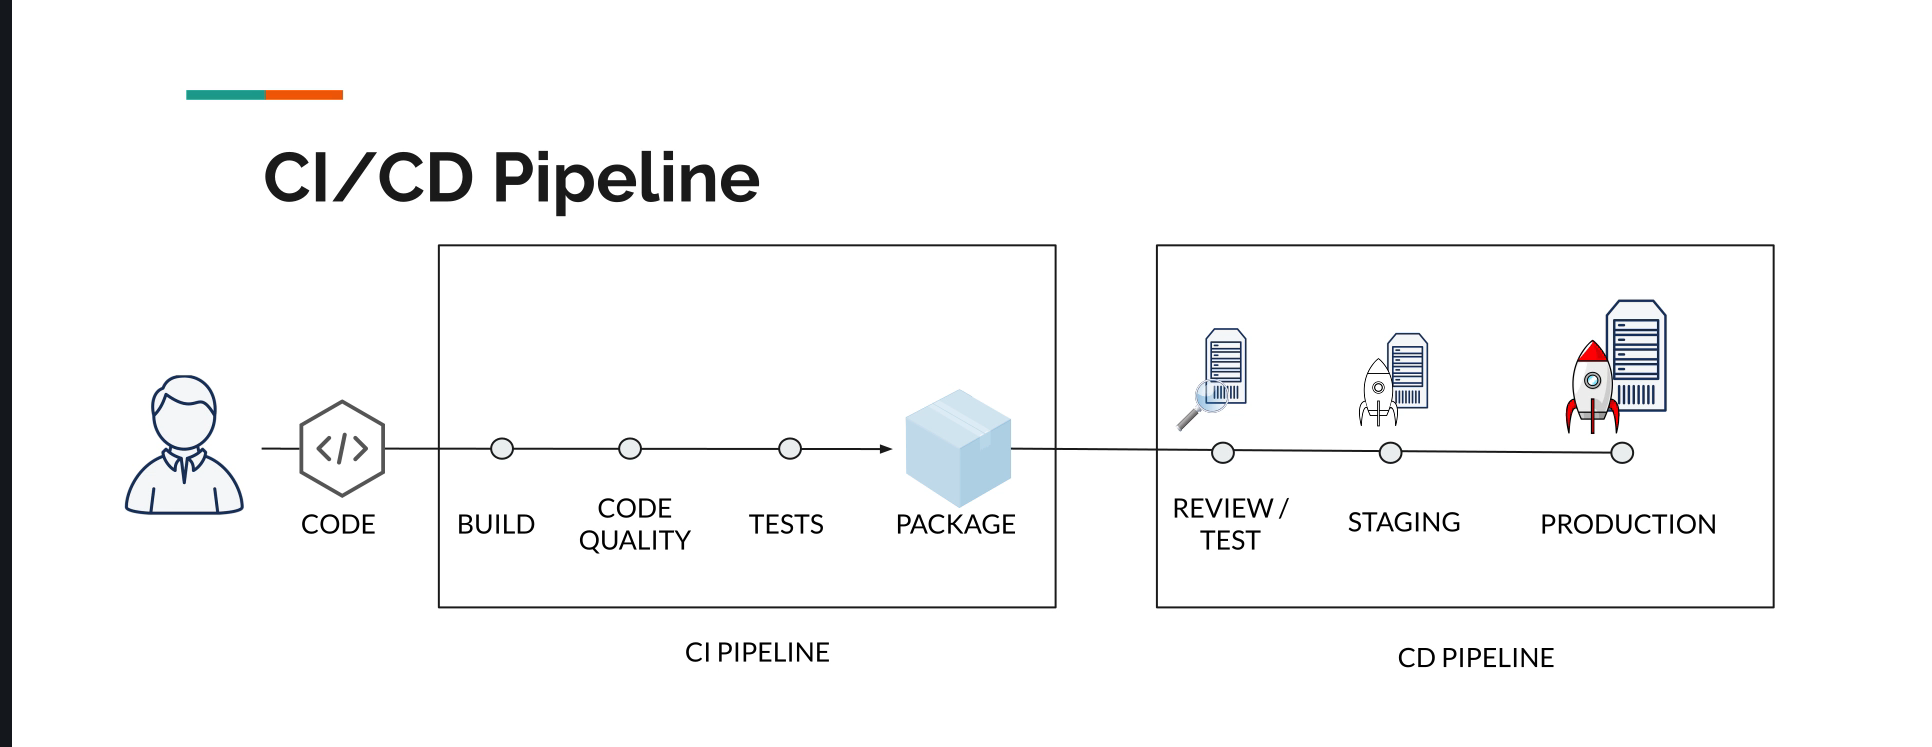 CI/CD Pipeline
CODE
BUILD
CODE
QUALITY
TESTS
PACKAGE
REVIEW /
TEST
STAGING
PRODUCTION
CI PIPELINE
CD PIPELINE